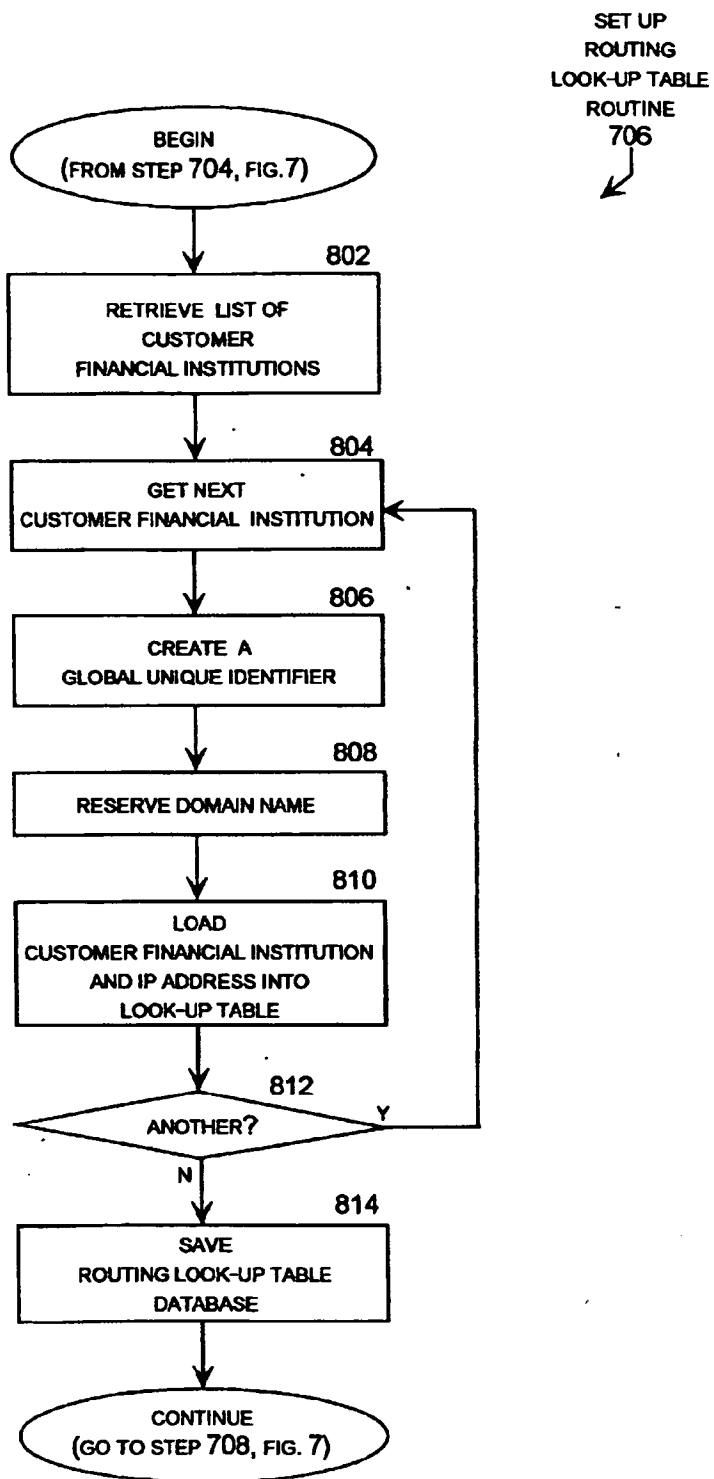 SET UP
ROUTING
LOOK-UP TABLE
ROUTINE
706
BEGIN
(FROM STEP 704, FIG.7)
802
RETRIEVE LIST OF
CUSTOMER
FINANCIAL INSTITUTIONS
804
GET NEXT
CUSTOMER FINANCIAL INSTITUTION
806
CREATE A
GLOBAL UNIQUE IDENTIFIER
808
RESERVE DOMAIN NAME
810
LOAD
CUSTOMER FINANCIAL INSTITUTION
AND IP ADDRESS INTO
LOOK-UP TABLE
812
ANOTHER?
Y
N
814
SAVE
ROUTING LOOK-UP TABLE
DATABASE
CONTINUE
(GO TO STEP 708, FIG. 7)